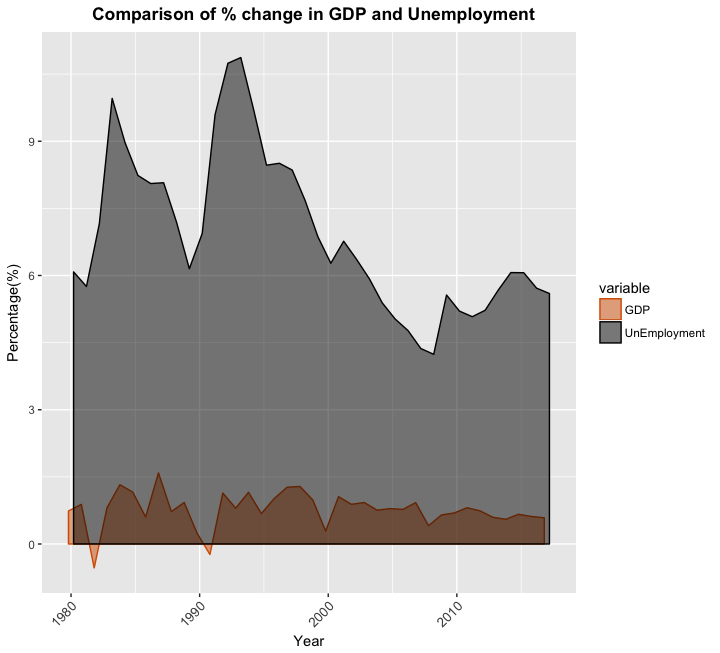 Comparison of % change in GDP and Unemployment
9
6
3
0
Percentage(%)
1980
1990
2000
2010
Year
variable
GDP
UnEmployment